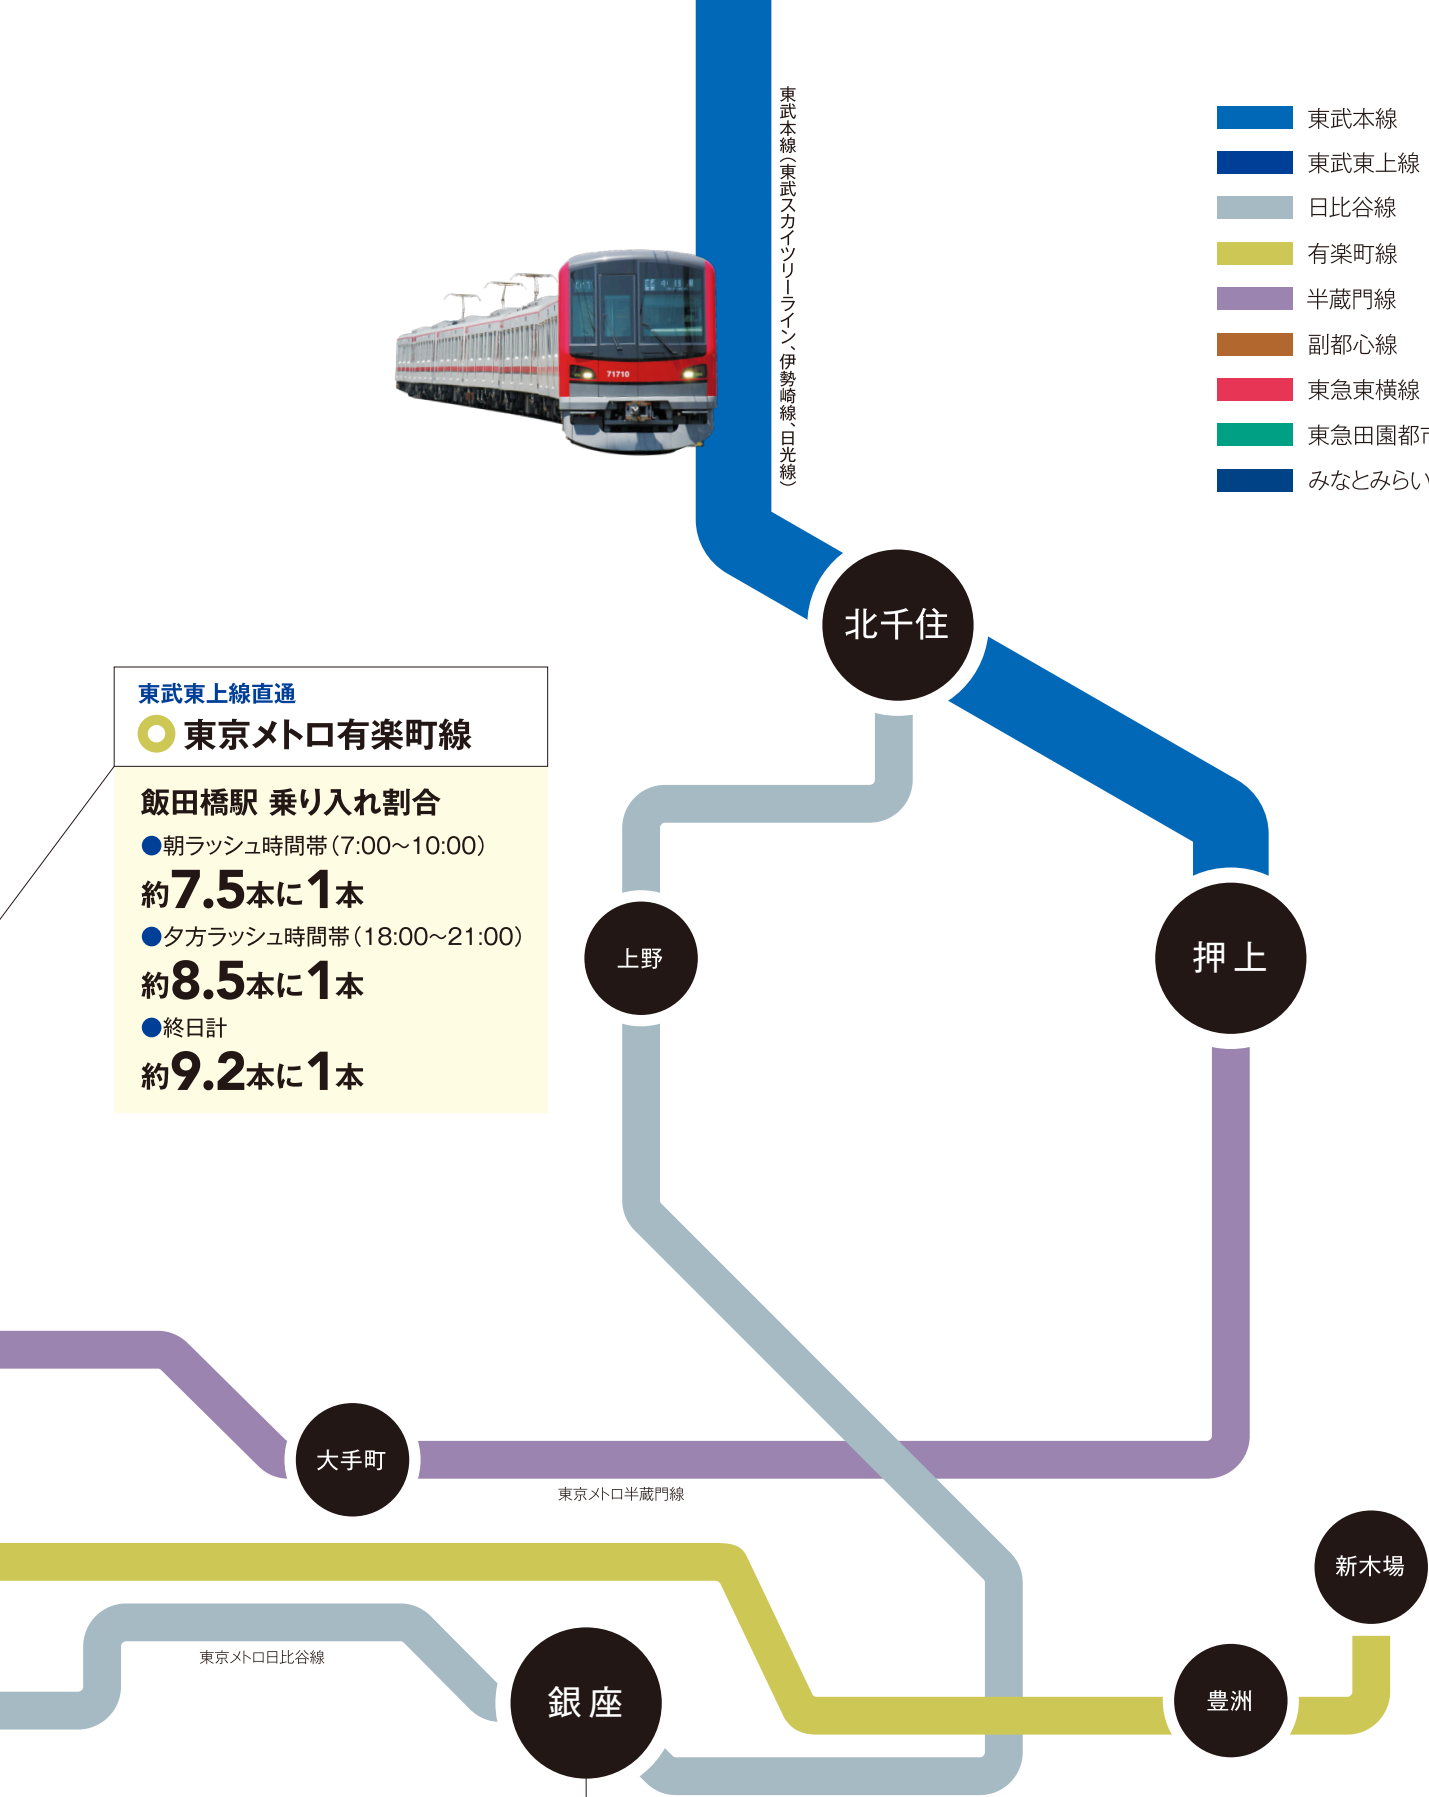 東武本線（東武スカイツリーライン、伊勢崎線、日光線）
東武本線
東武東上線
日比谷線
有楽町線
半蔵門線
副都心線
東急東横線
東急田園都市
みなとみらい
71710
北千住
東武東上線直通
東京メトロ有楽町線
飯田橋駅 乗り入れ割合
●朝ラッシュ時間帯（7:00〜10:00）
約7.5本に1本
●夕方ラッシュ時間帯（18:00〜21:00）
約8.5本に1本
●終日計
約9.2本に1本
上野
押上
大手町
東京メトロ半蔵門線
新木場
東京メトロ日比谷線
銀座
豊洲